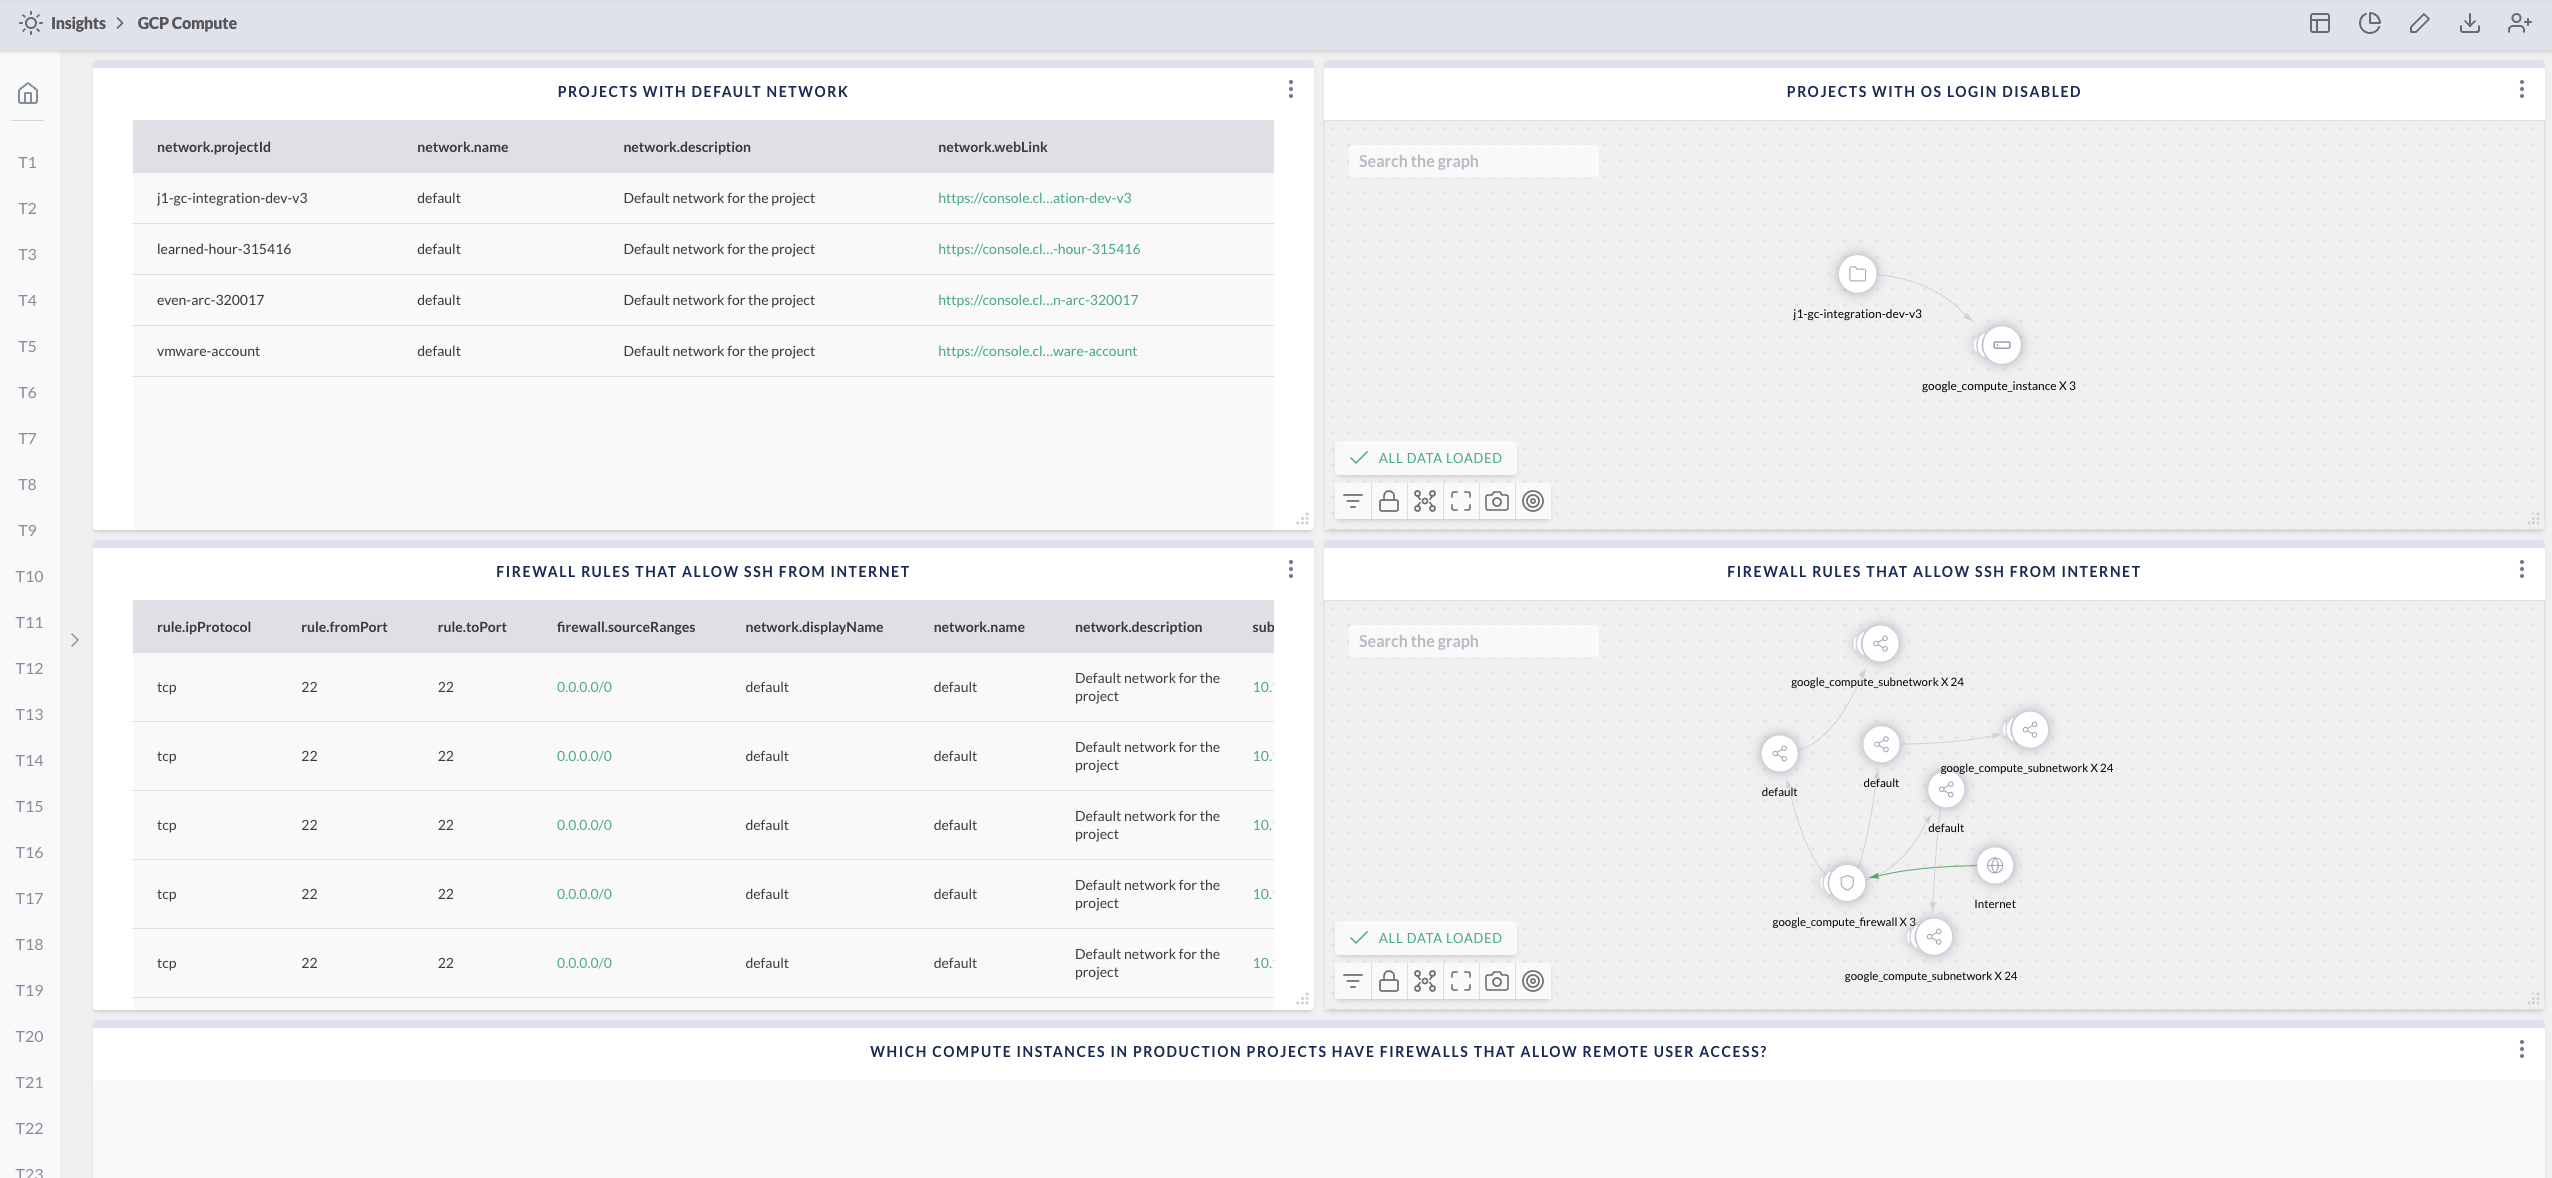 Insights > GCP Compute
T1
T2
T3
T4
T5
T6
T7
T8
T9
T10
T11
T12
T13
T14
T15
T16
T17
T18
T19
T20
T21
T22
T23
PROJECTS WITH DEFAULT NETWORK
network.projectId network.name network.description network.webLink
j1-gc-integration-dev-v3 default Default network for the project https://console.cl...ation-dev-v3
learned-hour-315416 default Default network for the project https://console.cl...-hour-315416
even-arc-320017 default Default network for the project https://console.cl...n-arc-320017
vmware-account default Default network for the project https://console.cl...ware-account
PROJECTS WITH OS LOGIN DISABLED
Search the graph
j1-gc-integration-dev-v3
google_compute_instance X 3
ALL DATA LOADED
FIREWALL RULES THAT ALLOW SSH FROM INTERNET
rule.ipProtocol rule.fromPort rule.toPort firewall.sourceRanges network.displayName network.name network.description sub
tcp 22 22 0.0.0.0/0 default default Default network for the project 10.
tcp 22 22 0.0.0.0/0 default default Default network for the project 10.
tcp 22 22 0.0.0.0/0 default default Default network for the project 10.
tcp 22 22 0.0.0.0/0 default default Default network for the project 10.
tcp 22 22 0.0.0.0/0 default default Default network for the project 10.
FIREWALL RULES THAT ALLOW SSH FROM INTERNET
Search the graph
google_compute_subnetwork X 24
google_compute_subnetwork X 24
default
default
default
Internet
google_compute_firewall X 3
google_compute_subnetwork X 24
ALL DATA LOADED
WHICH COMPUTE INSTANCES IN PRODUCTION PROJECTS HAVE FIREWALLS THAT ALLOW REMOTE USER ACCESS?